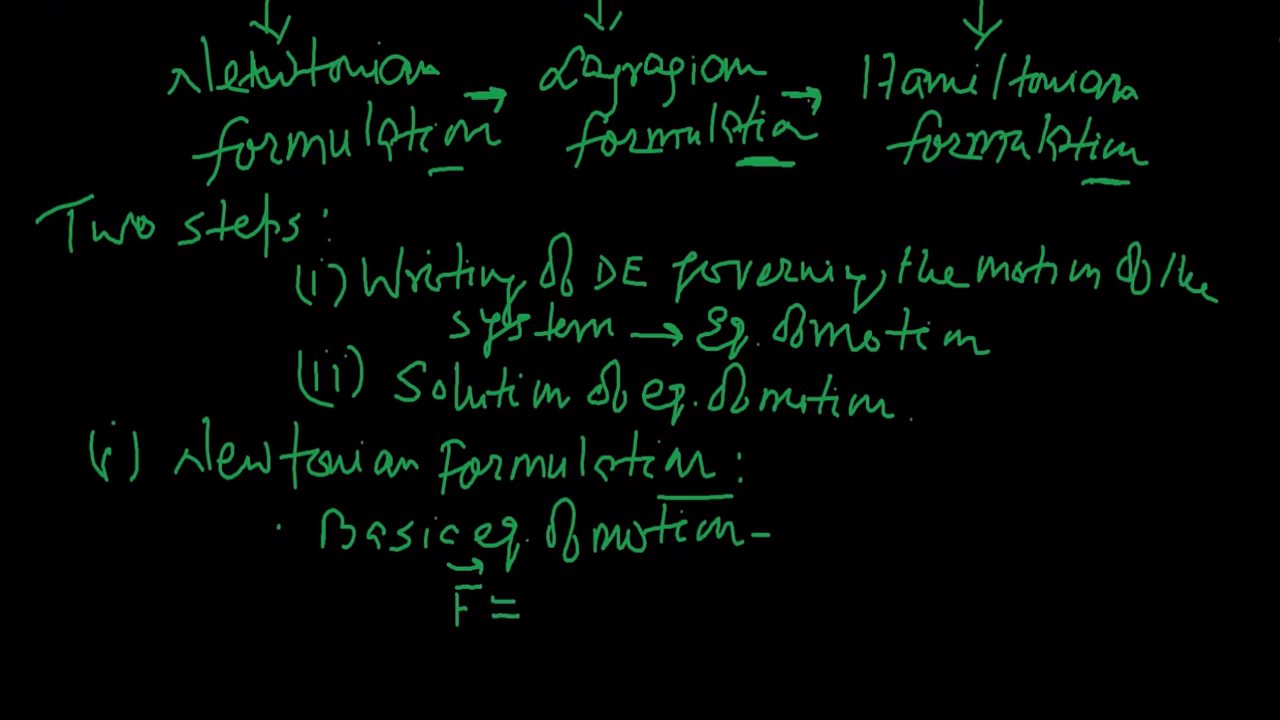 Newtonian → Lagragian → Hamiltonian
formulation formulation formulation
Two steps:
(i) Writing of DE governing the motion of the
system → Eq. of motion
(ii) Solution of eq. of motion.
(i) Newtonian Formulation:
· Basic eq. of motion -
F⃗ =